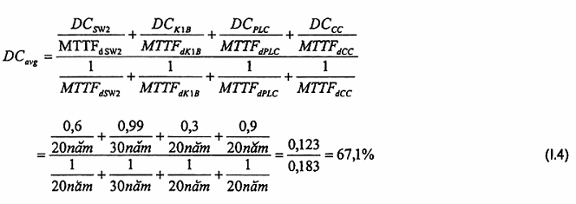 DC_avg = (DC_SW2/MTTF_dSW2 + DC_K1B/MTTF_dK1B + DC_PLC/MTTF_dPLC + DC_CC/MTTF_dCC) / (1/MTTF_dSW2 + 1/MTTF_dK1B + 1/MTTF_dPLC + 1/MTTF_dCC)
= (0,6/20năm + 0,99/30năm + 0,3/20năm + 0,9/20năm) / (1/20năm + 1/30năm + 1/20năm + 1/20năm) = 0,123/0,183 = 67,1% (I.4)